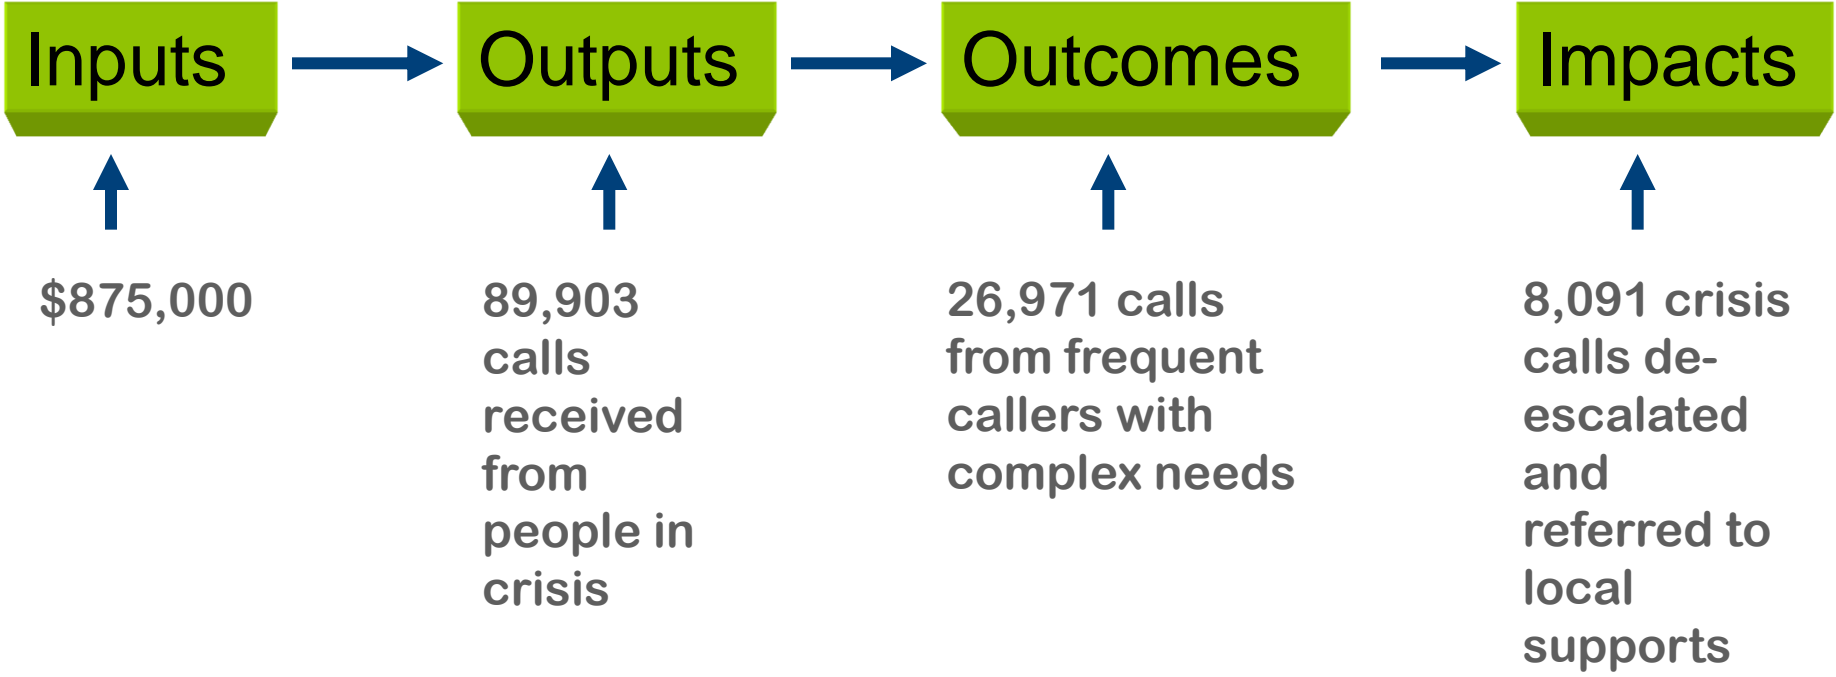 Inputs
Outputs
Outcomes
Impacts
$875,000
89,903
calls
received
from
people in
crisis
26,971 calls
from frequent
callers with
complex needs
8,091 crisis
calls de-
escalated
and
referred to
local
supports